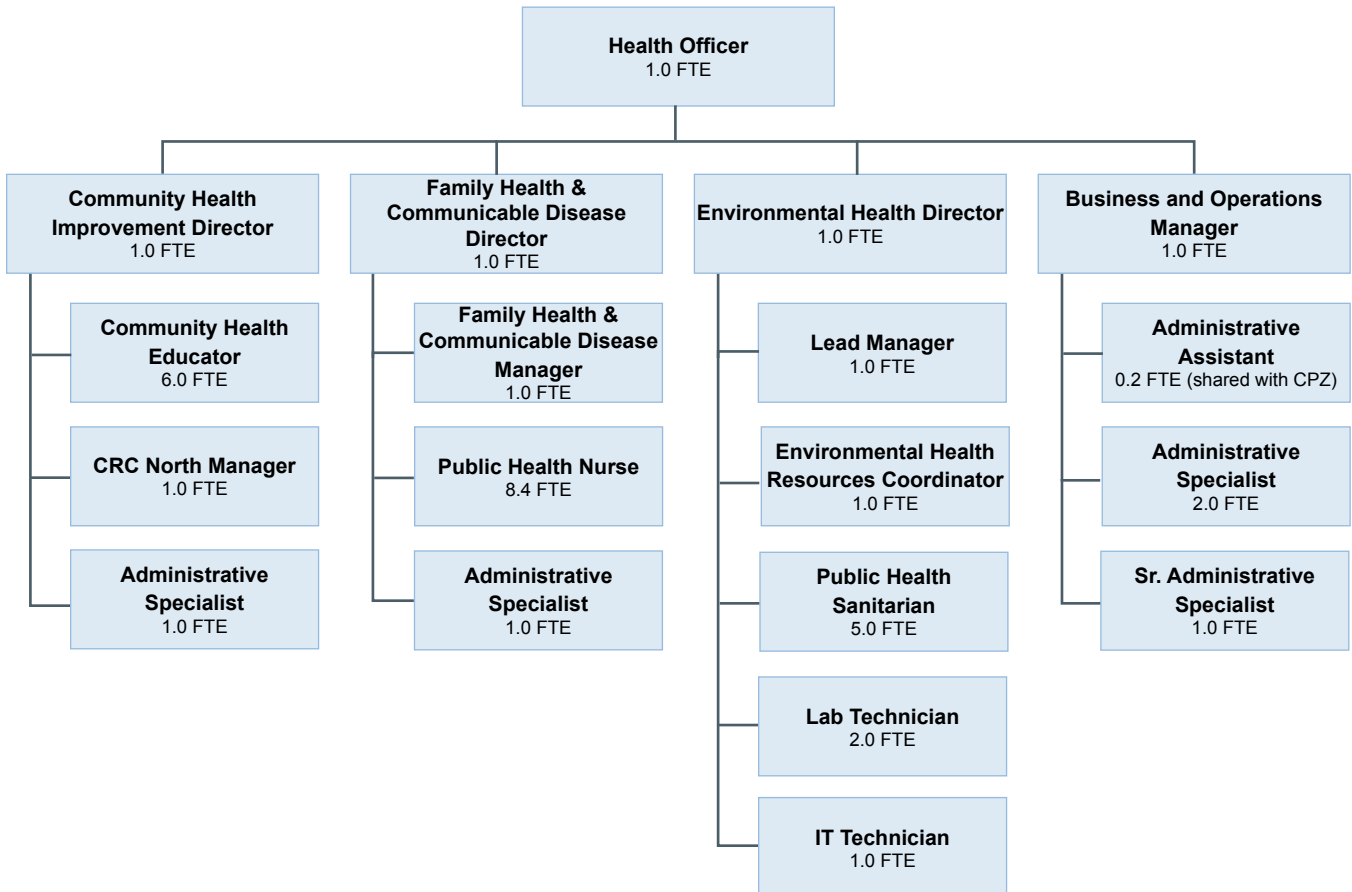 Health Officer
1.0 FTE
Community Health
Improvement Director
1.0 FTE
Family Health &
Communicable Disease
Director
1.0 FTE
Environmental Health Director
1.0 FTE
Business and Operations
Manager
1.0 FTE
Community Health
Educator
6.0 FTE
CRC North Manager
1.0 FTE
Administrative
Specialist
1.0 FTE
Family Health &
Communicable Disease
Manager
1.0 FTE
Public Health Nurse
8.4 FTE
Administrative
Specialist
1.0 FTE
Lead Manager
1.0 FTE
Environmental Health
Resources Coordinator
1.0 FTE
Public Health
Sanitarian
5.0 FTE
Lab Technician
2.0 FTE
IT Technician
1.0 FTE
Administrative
Assistant
0.2 FTE (shared with CPZ)
Administrative
Specialist
2.0 FTE
Sr. Administrative
Specialist
1.0 FTE